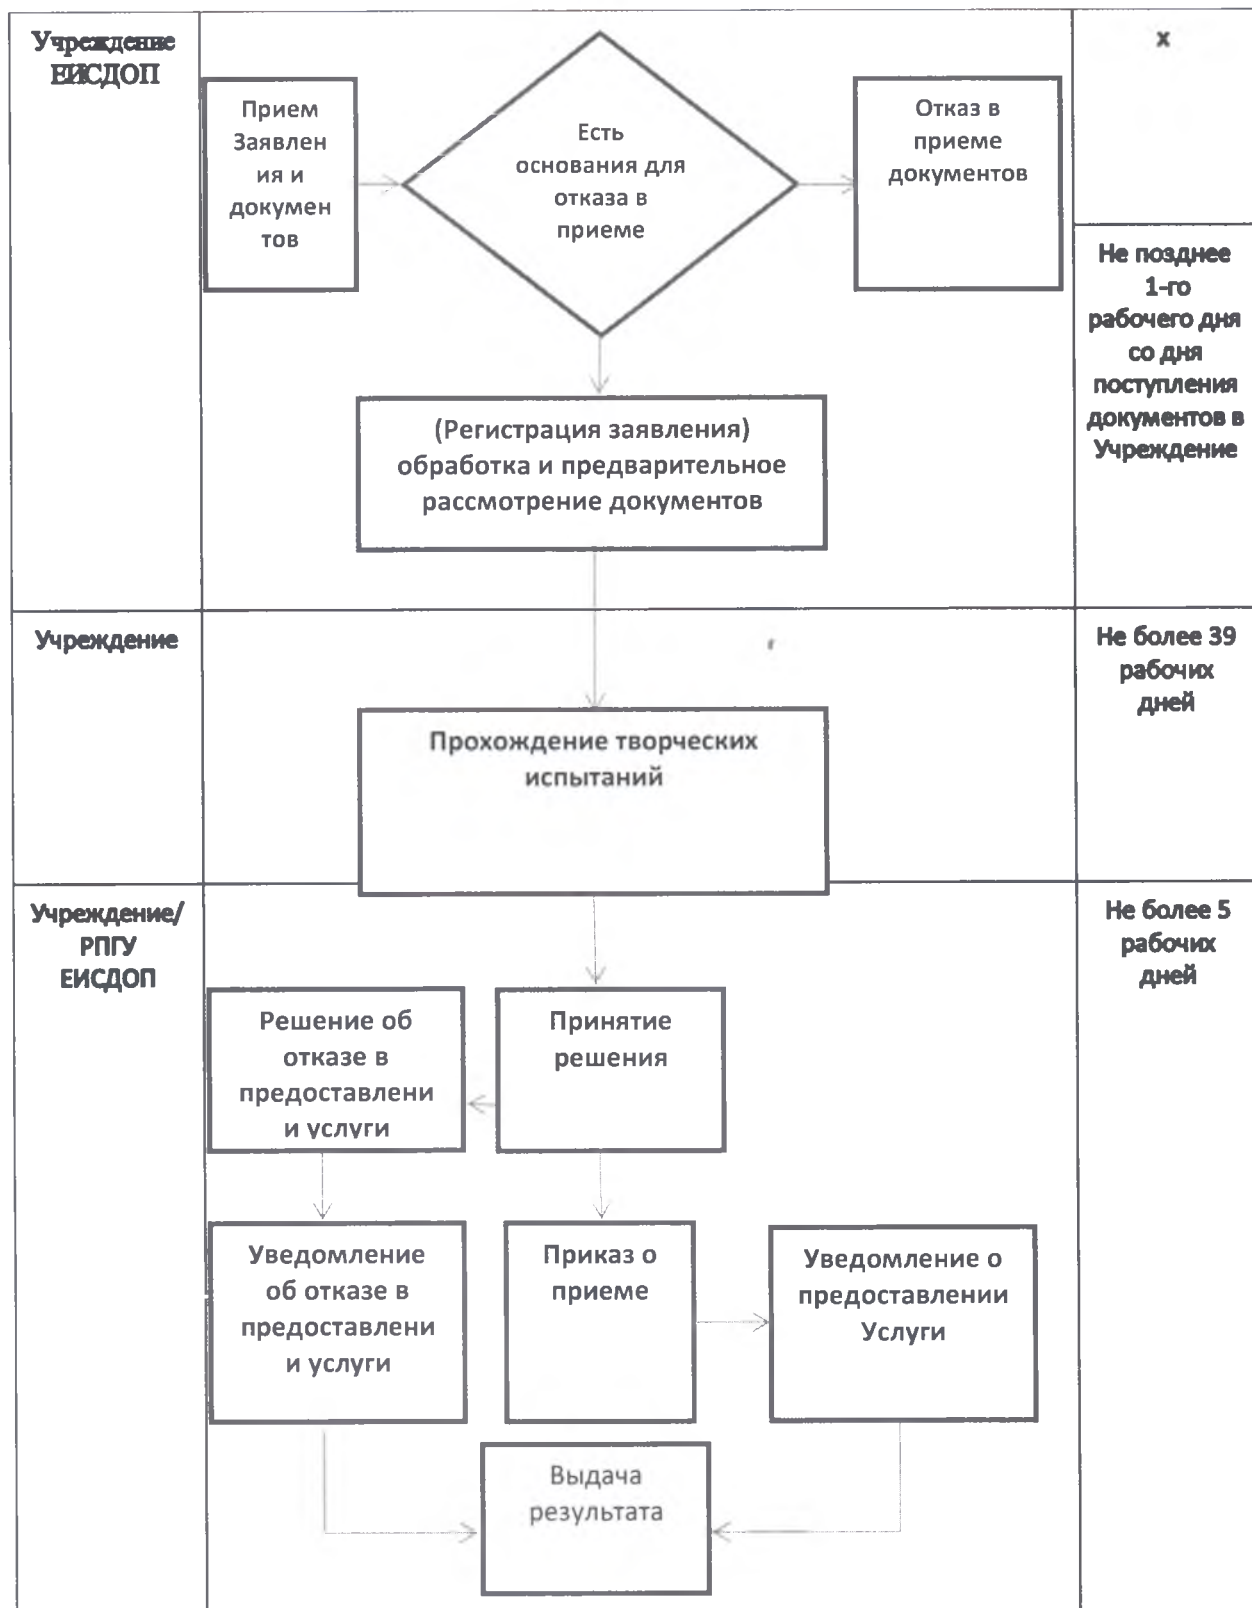 Учреждение
ЕИСДОП
Прием
Заявлен
ия и
докумен
тов
Есть
основания для
отказа в
приеме
Отказ в
приеме
документов
х
Не позднее
1-го
рабочего дня
со дня
поступления
документов в
Учреждение
(Регистрация заявления)
обработка и предварительное
рассмотрение документов
Учреждение
Прохождение творческих
испытаний
Не более 39
рабочих
дней
Учреждение/
РПГУ
ЕИСДОП
Не более 5
рабочих
дней
Решение об
отказе в
предоставлени
и услуги
Принятие
решения
Уведомление
об отказе в
предоставлени
и услуги
Приказ о
приеме
Уведомление о
предоставлении
Услуги
Выдача
результата